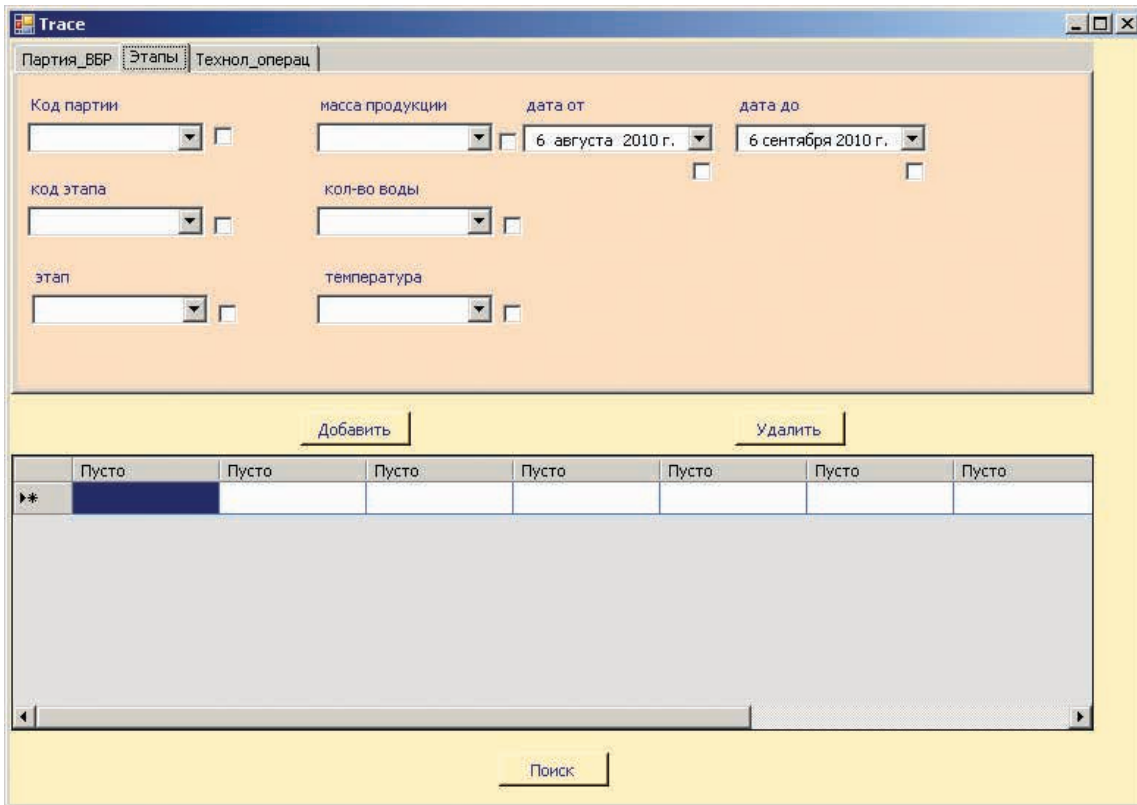 Trace
Партия_ВБР Этапы Технол_операц
Код партии масса продукции дата от дата до
6 августа 2010 г. 6 сентября 2010 г.
код этапа кол-во воды
этап температура
Добавить Удалить
Пусто Пусто Пусто Пусто Пусто Пусто Пусто
Поиск